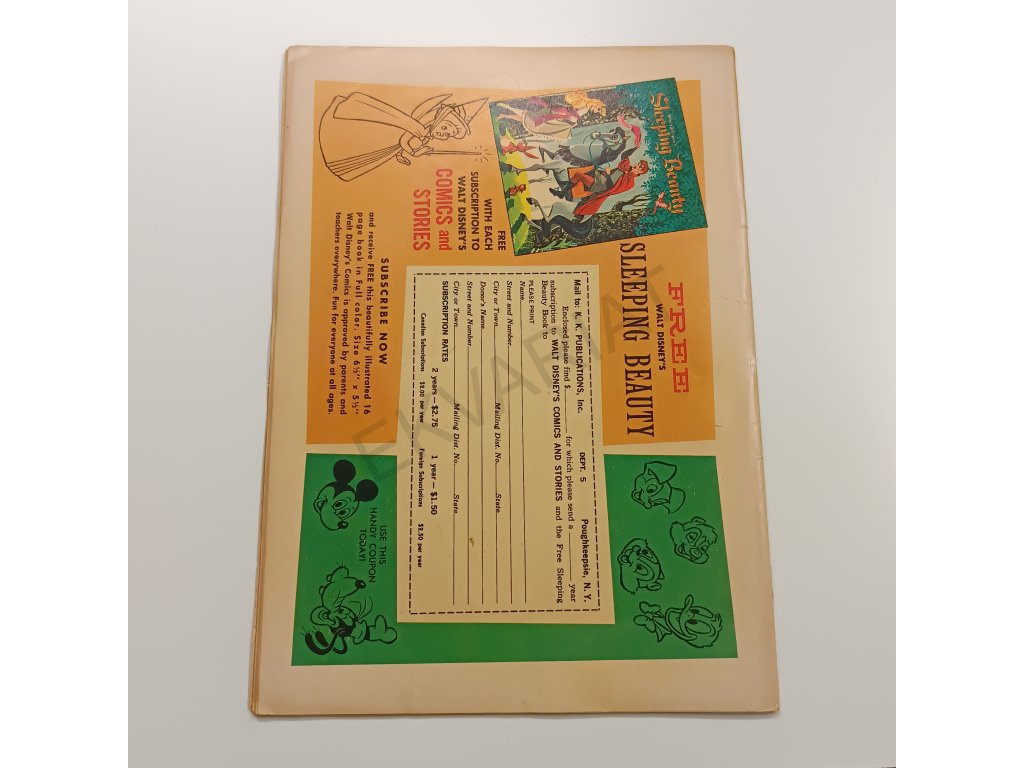 FREE
WALT DISNEY'S
SLEEPING BEAUTY
Sleeping Beauty
FREE
WITH EACH
SUBSCRIPTION TO
WALT DISNEY'S
COMICS and
STORIES
SUBSCRIBE NOW
and receive FREE this beautifully illustrated 16
page book in Full color. Size 6½" x 5½"
Walt Disney's Comics is approved by parents and
teachers everywhere. Fun for everyone at all ages.
Mail to: K. K. PUBLICATIONS, Inc. DEPT. 5 Poughkeepsie, N. Y.
Enclosed please find $ for which please send a year
subscription to WALT DISNEY'S COMICS AND STORIES and the Free Sleeping
Beauty Book to
PLEASE PRINT
Name
Street and Number
City or Town Mailing Dist. No. State
Donor's Name
Street and Number
City or Town Mailing Dist. No. State
SUBSCRIPTION RATES 2 years—$2.75 1 year—$1.50
Canadian Subscriptions $2.00 per year Foreign Subscriptions $2.50 per year
USE THIS
HANDY COUPON
TODAY!
LEKVARIAT